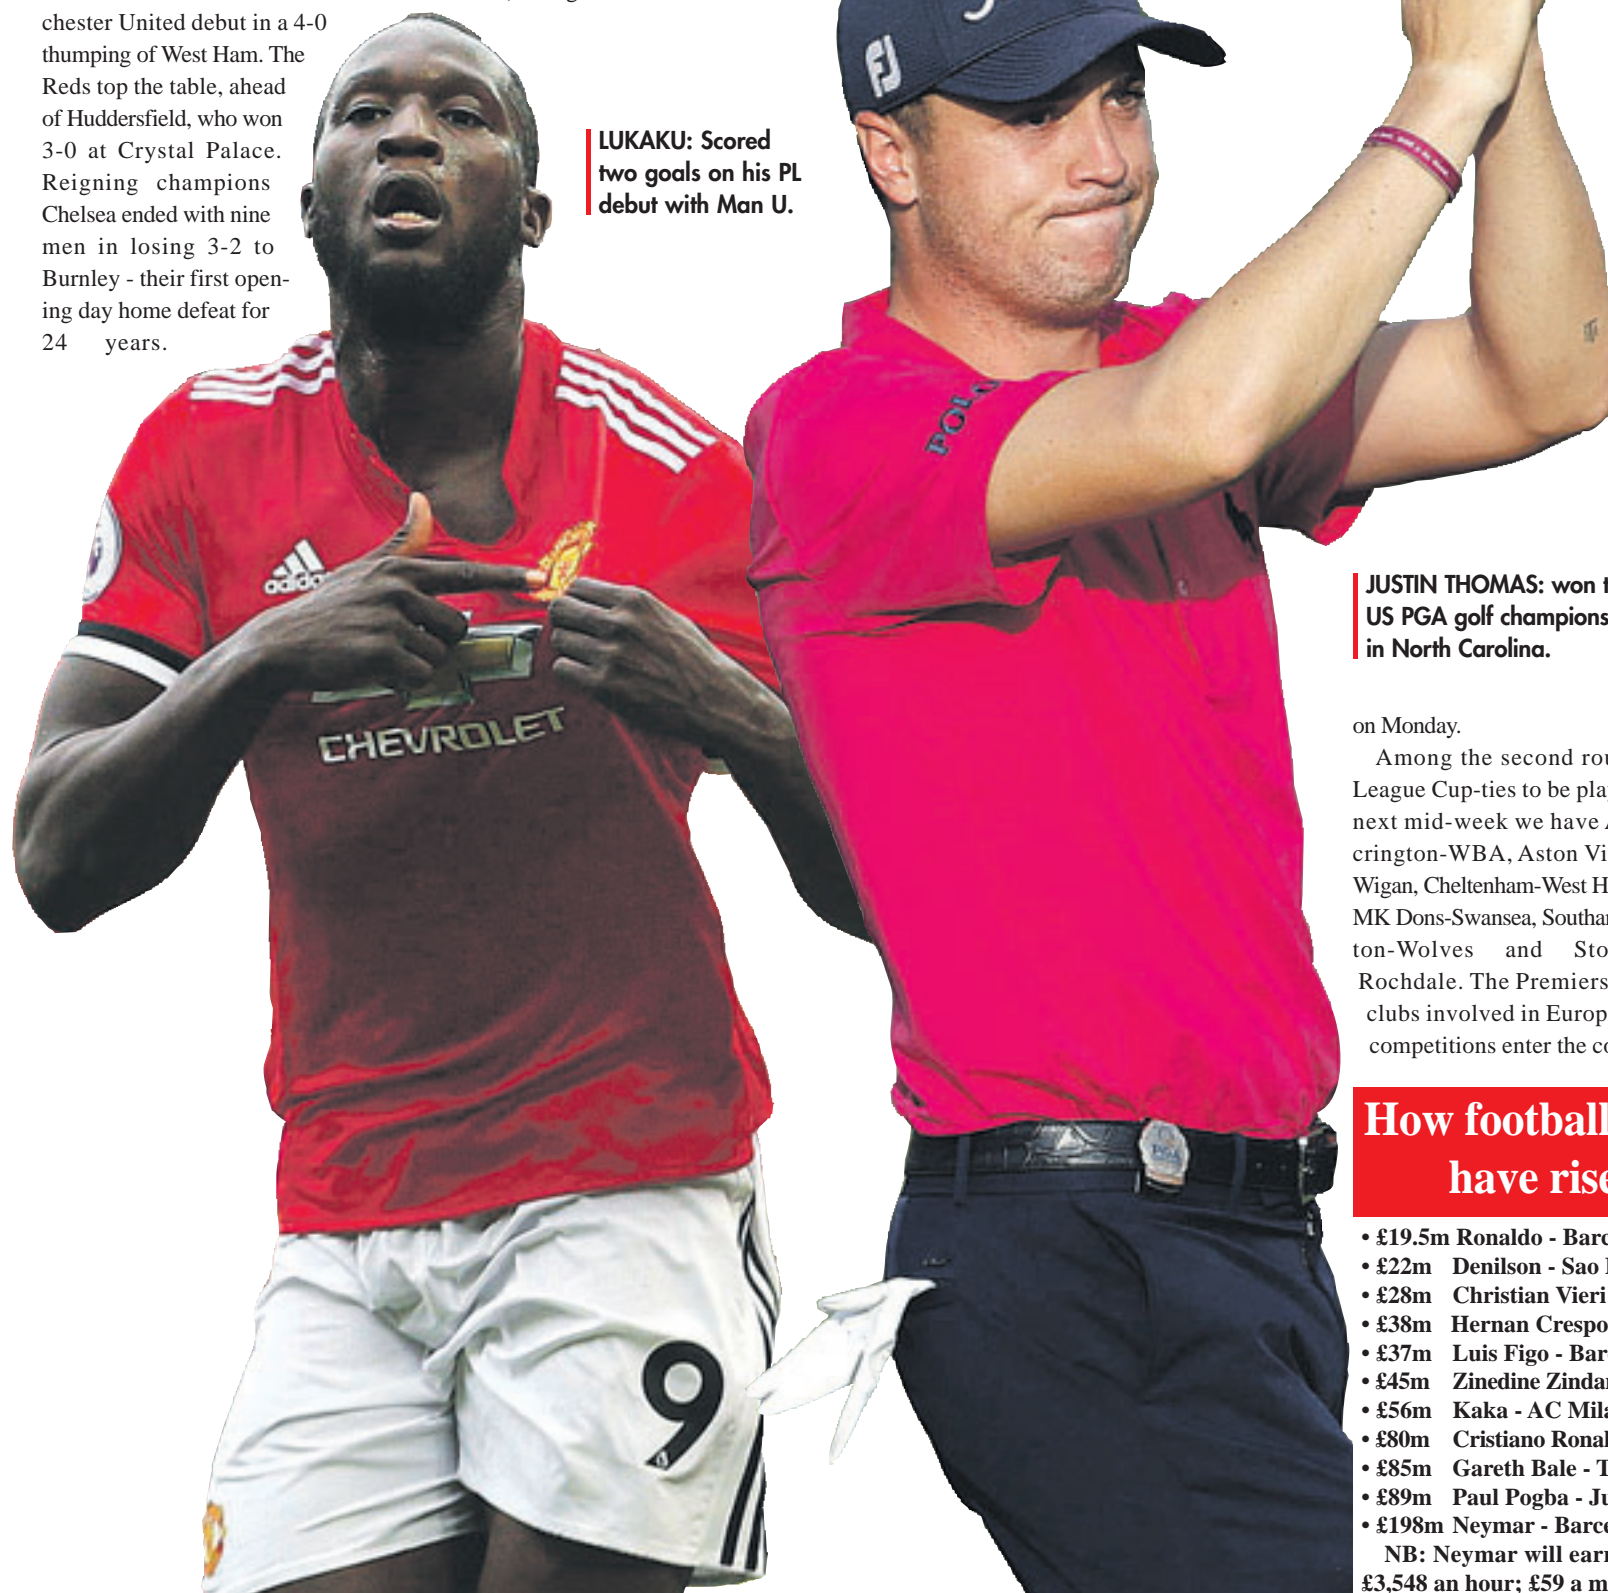 chester United debut in a 4-0
thumping of West Ham. The
Reds top the table, ahead
of Huddersfield, who won
3-0 at Crystal Palace.
Reigning champions
Chelsea ended with nine
men in losing 3-2 to
Burnley - their first open-
ing day home defeat for
24 years.
LUKAKU: Scored
two goals on his PL
debut with Man U.
FJ
POLO
adidas
CHEVROLET
9
PGA
JUSTIN THOMAS: won t
US PGA golf champions
in North Carolina.
on Monday.
Among the second rou
League Cup-ties to be pla
next mid-week we have A
crington-WBA, Aston Vi
Wigan, Cheltenham-West H
MK Dons-Swansea, Southa
ton-Wolves and Sto
Rochdale. The Premiers
clubs involved in Europ
competitions enter the co
How football
have rise
• £19.5m Ronaldo - Barc
• £22m Denilson - Sao
• £28m Christian Vieri
• £38m Hernan Crespo
• £37m Luis Figo - Bar
• £45m Zinedine Zindan
• £56m Kaka - AC Mila
• £80m Cristiano Ronal
• £85m Gareth Bale - T
• £89m Paul Pogba - Ju
• £198m Neymar - Barce
NB: Neymar will earn
£3,548 an hour; £59 a m